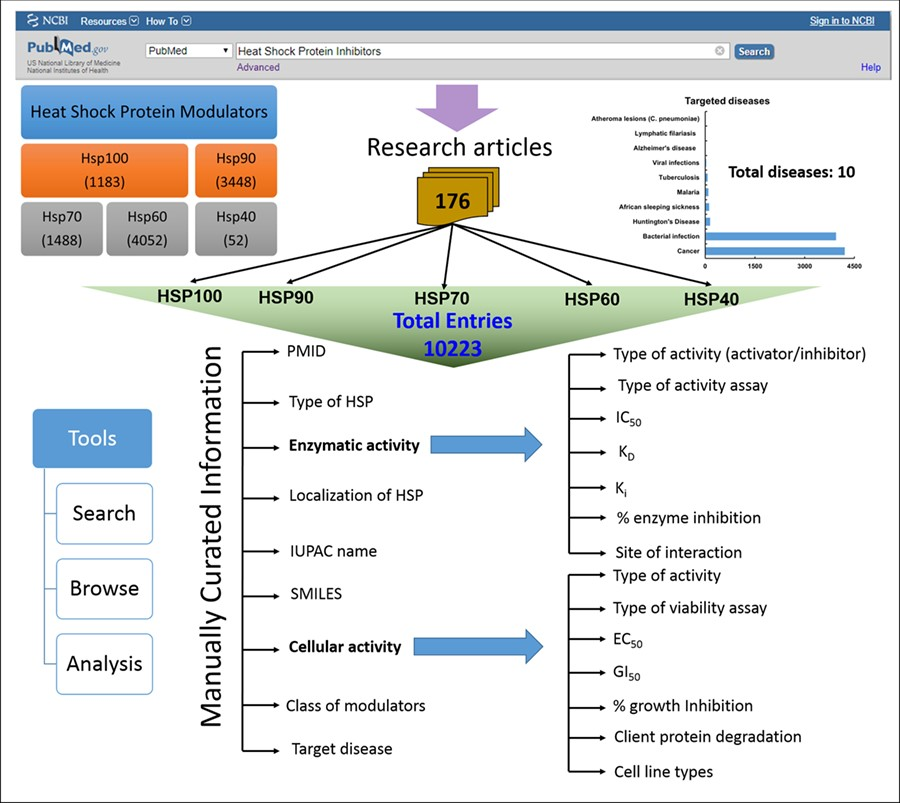 NCBI Resources How To Sign in to NCBI
PubMed.gov
US National Library of Medicine
National Institutes of Health
PubMed Heat Shock Protein Inhibitors Search
Advanced Help
Heat Shock Protein Modulators
Hsp100
(1183)
Hsp90
(3448)
Hsp70
(1488)
Hsp60
(4052)
Hsp40
(52)
Research articles
176
Targeted diseases
Atheroma lesions (C. pneumoniae)
Lymphatic filariasis
Alzheimer's disease
Viral infections
Tuberculosis
Malaria
African sleeping sickness
Huntington's Disease
Bacterial infection
Cancer
0 1500 3000 4500
Total diseases: 10
HSP100 HSP90 HSP70 HSP60 HSP40
Total Entries
10223
Tools
Search
Browse
Analysis
Manually Curated Information
PMID
Type of HSP
Enzymatic activity
Localization of HSP
IUPAC name
SMILES
Cellular activity
Class of modulators
Target disease
Type of activity (activator/inhibitor)
Type of activity assay
IC50
KD
Ki
% enzyme inhibition
Site of interaction
Type of activity
Type of viability assay
EC50
GI50
% growth Inhibition
Client protein degradation
Cell line types